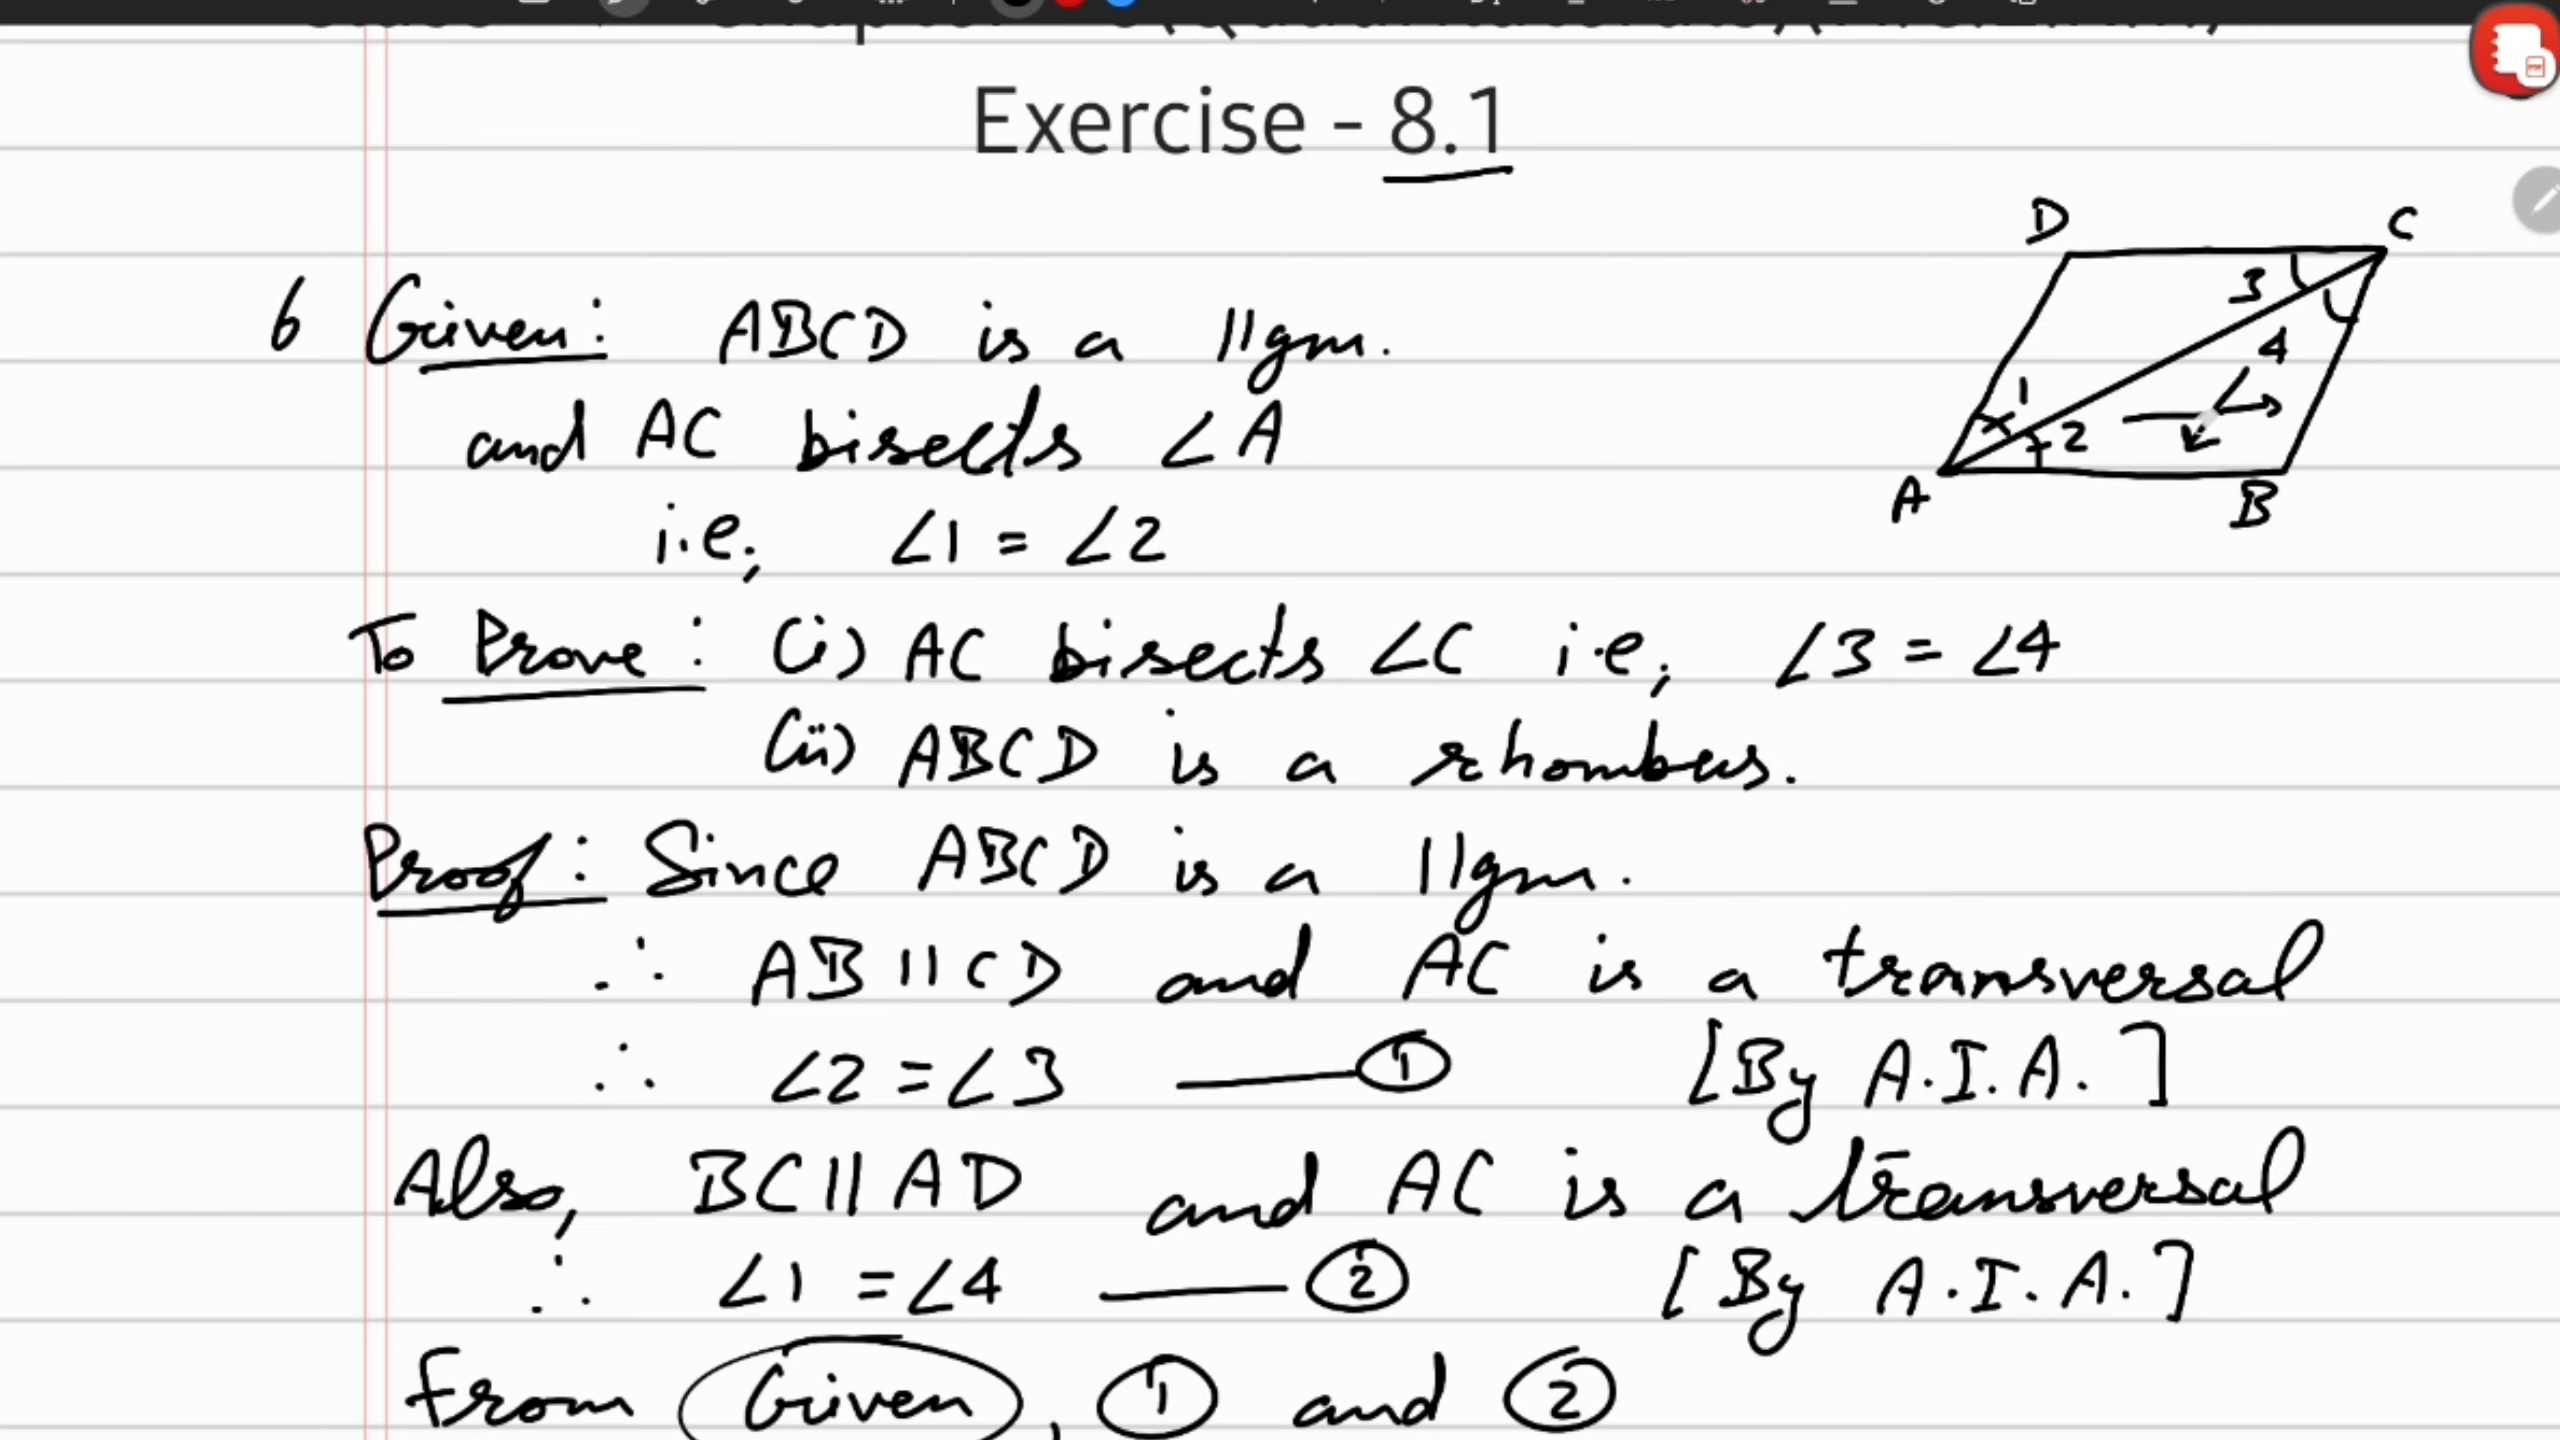 Exercise - 8.1
D C
3
6 Given: ABCD is a ||gm.
4
1
and AC bisects ∠A
2
A B
i.e; ∠1 = ∠2
To Prove: (i) AC bisects ∠C i.e; ∠3 = ∠4
(ii) ABCD is a rhombus.
Proof: Since ABCD is a ||gm.
∴ AB || CD and AC is a transversal
∴ ∠2 = ∠3 — ① [By A.I.A.]
Also, BC || AD and AC is a transversal
∴ ∠1 = ∠4 — ② [By A.I.A.]
From Given, ① and ②